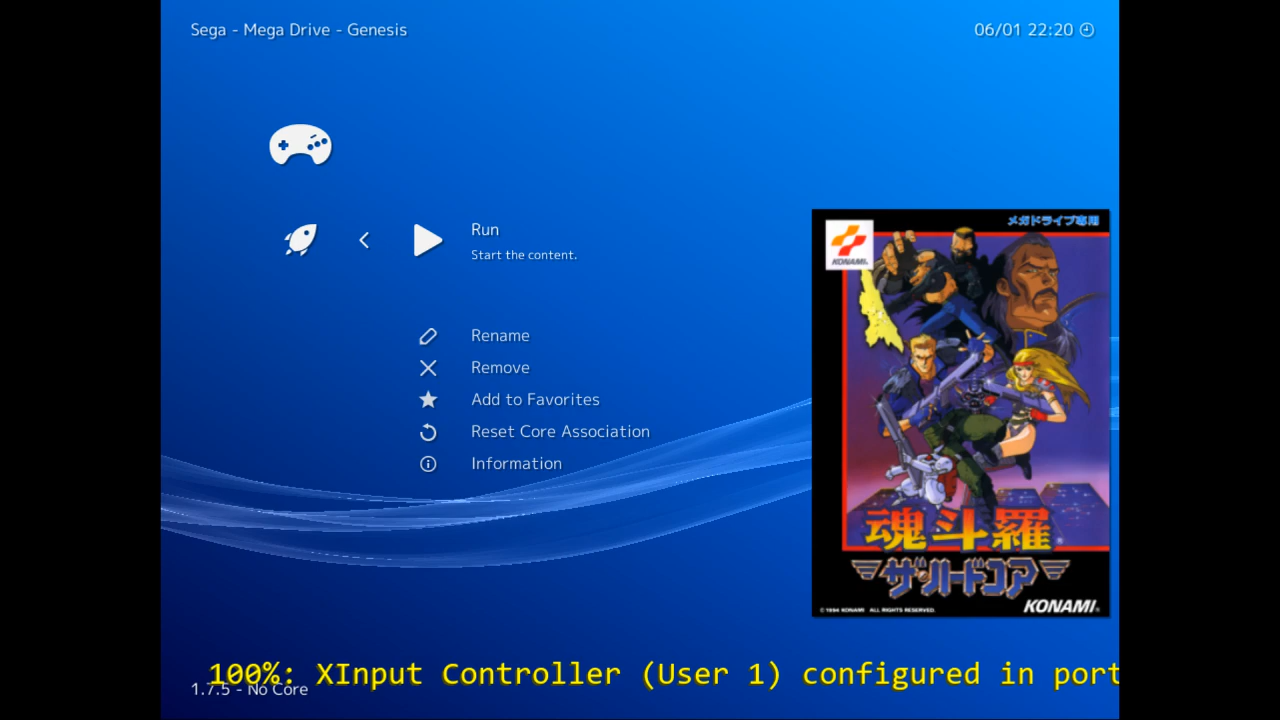 Sega - Mega Drive - Genesis
06/01 22:20
Run
Start the content.
Rename
Remove
Add to Favorites
Reset Core Association
Information
メガドライブ専用
KONAMI
魂斗羅
ザ・ハードコア
© 1994 KONAMI ALL RIGHTS RESERVED.
KONAMI
100%: XInput Controller (User 1) configured in port
1.7.5 - No Core